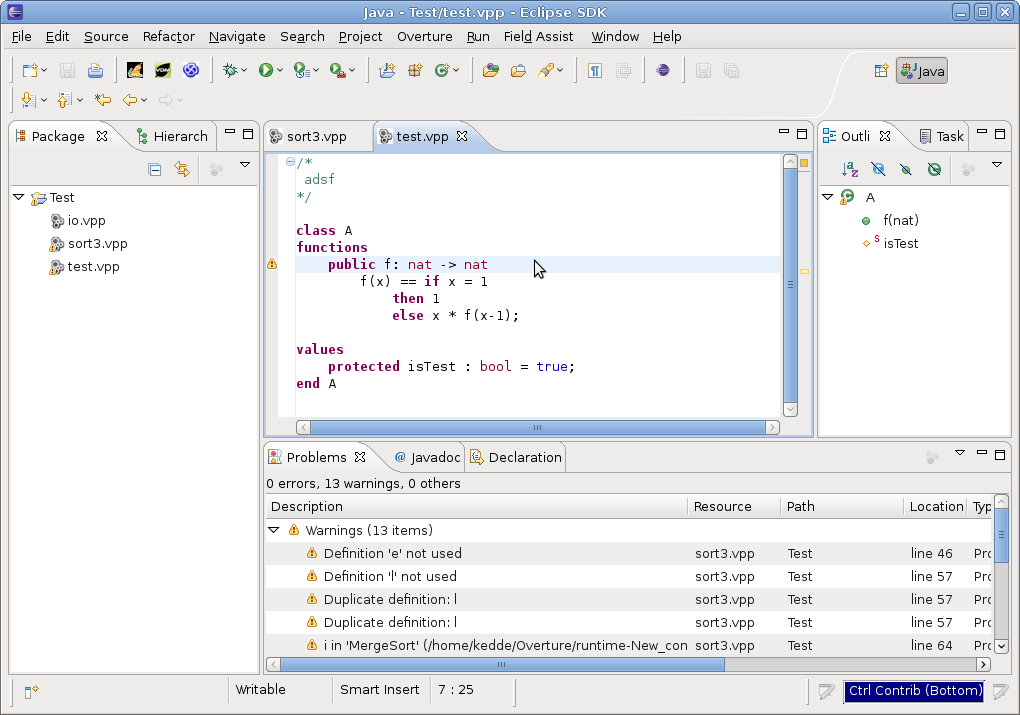 Java - Test/test.vpp - Eclipse SDK
File Edit Source Refactor Navigate Search Project Overture Run Field Assist Window Help
Java
Package Hierarchy
Test
io.vpp
sort3.vpp
test.vpp
sort3.vpp test.vpp
/*
adsf
*/
class A
functions
public f: nat -> nat
f(x) == if x = 1
then 1
else x * f(x-1);
values
protected isTest : bool = true;
end A
Outli Task
A
f(nat)
S isTest
Problems @ Javadoc Declaration
0 errors, 13 warnings, 0 others
Description Resource Path Location Typ
Warnings (13 items)
Definition 'e' not used sort3.vpp Test line 46 Pro
Definition 'l' not used sort3.vpp Test line 57 Pro
Duplicate definition: l sort3.vpp Test line 57 Pro
Duplicate definition: l sort3.vpp Test line 57 Pro
i in 'MergeSort' (/home/kedde/Overture/runtime-New_con sort3.vpp Test line 64 Pro
Writable Smart Insert 7 : 25 Ctrl Contrib (Bottom)